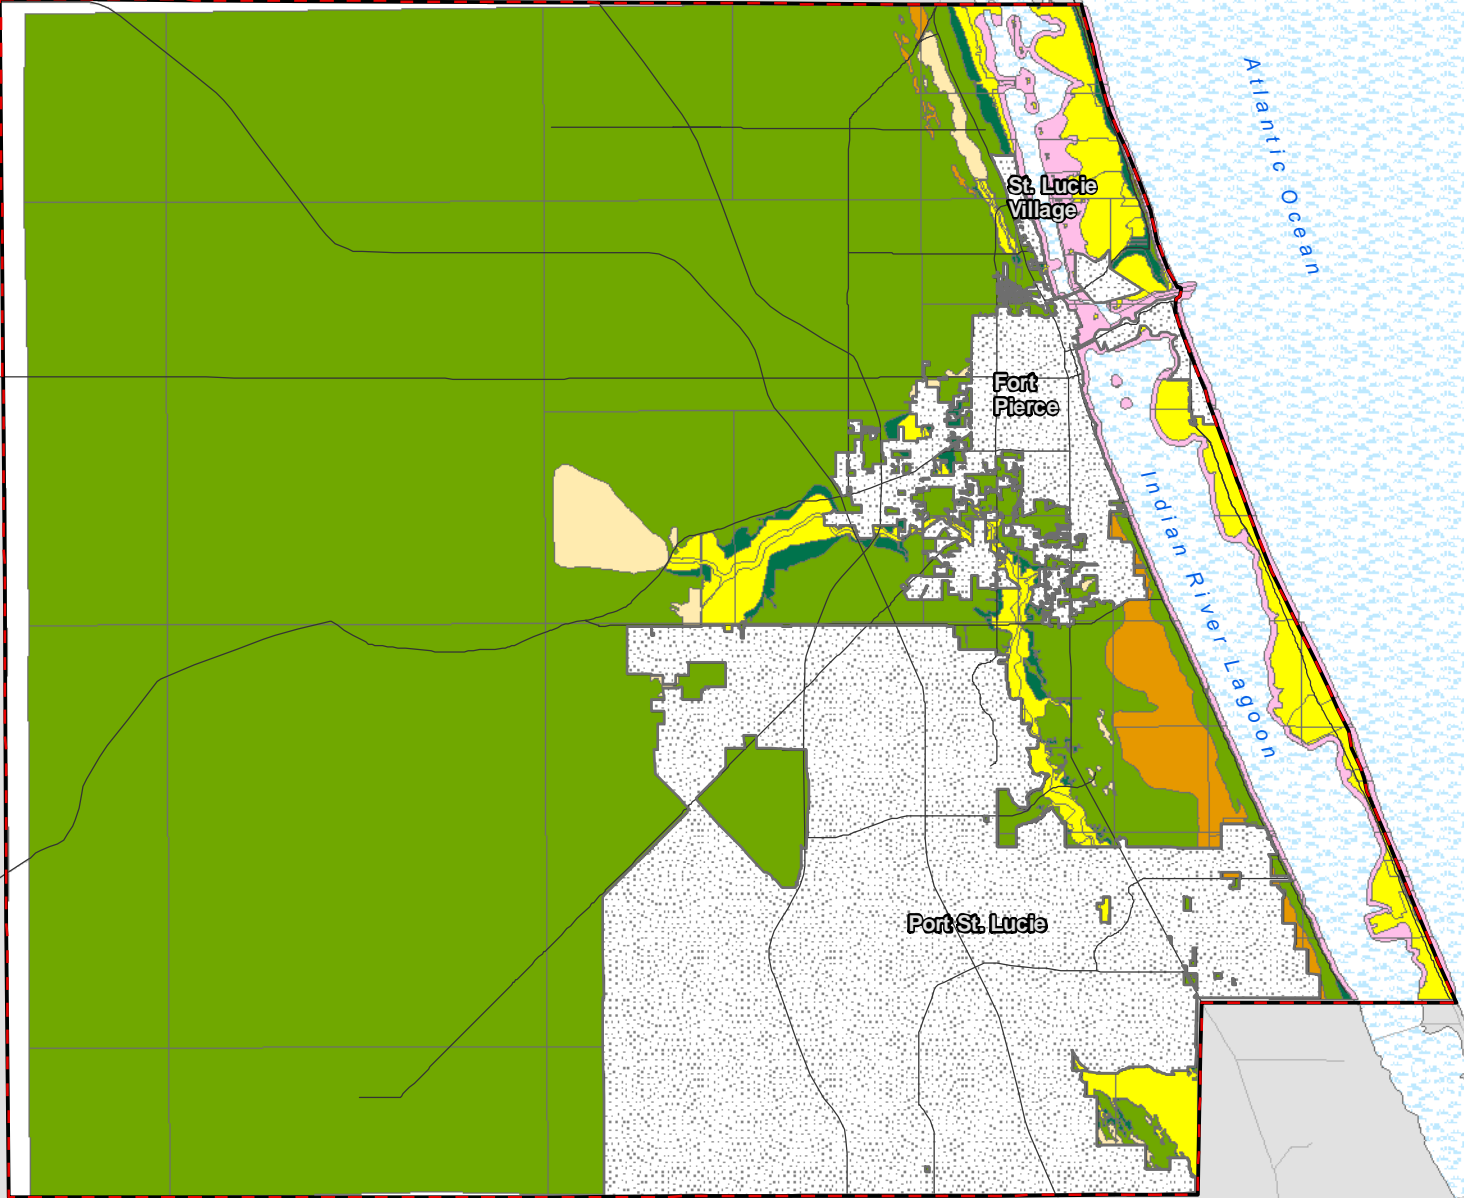 Atlantic Ocean
St. Lucie
Village
Fort
Pierce
Indian River Lagoon
Port St. Lucie